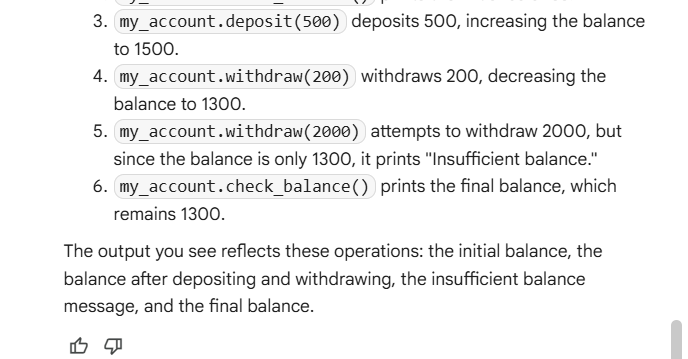 3. my_account.deposit(500) deposits 500, increasing the balance
to 1500.
4. my_account.withdraw(200) withdraws 200, decreasing the
balance to 1300.
5. my_account.withdraw(2000) attempts to withdraw 2000, but
since the balance is only 1300, it prints "Insufficient balance."
6. my_account.check_balance() prints the final balance, which
remains 1300.
The output you see reflects these operations: the initial balance, the
balance after depositing and withdrawing, the insufficient balance
message, and the final balance.